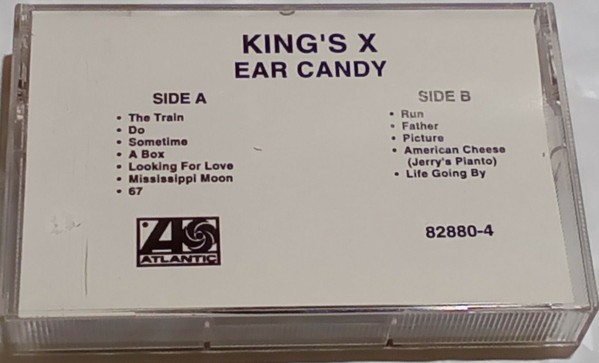 KING'S X
EAR CANDY
SIDE A
• The Train
• Do
• Sometime
• A Box
• Looking For Love
• Mississippi Moon
• 67
SIDE B
• Run
• Father
• Picture
• American Cheese
(Jerry's Pianto)
• Life Going By
ATLANTIC
82880-4